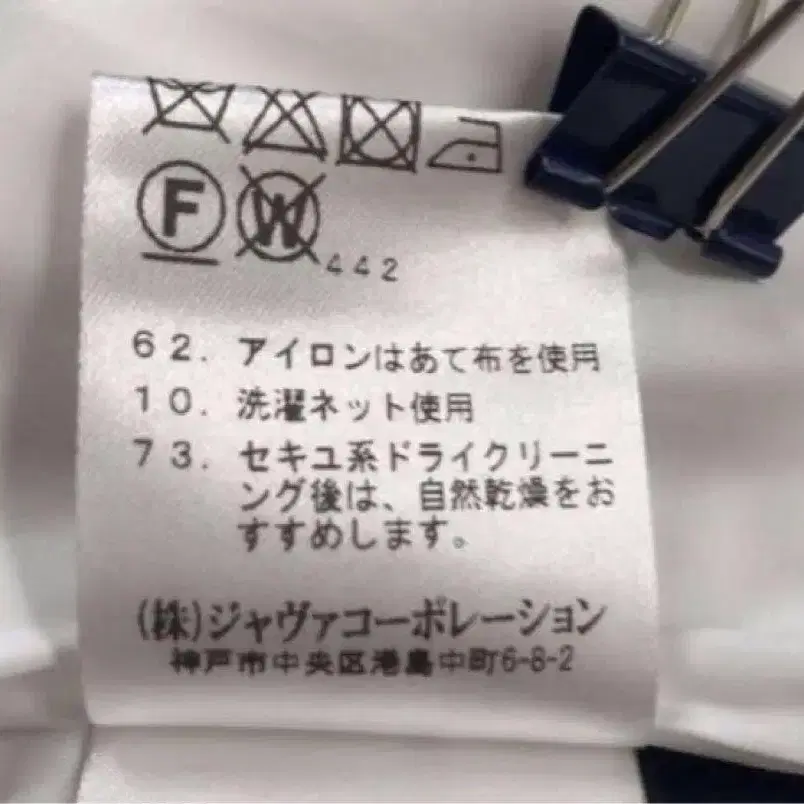 F W 442
62. アイロンはあて布を使用
10. 洗濯ネット使用
73. セキユ系ドライクリーニ
ング後は、自然乾燥をお
すすめします。
(株)ジャヴァコーポレーション
神戸市中央区港島中町6-8-2